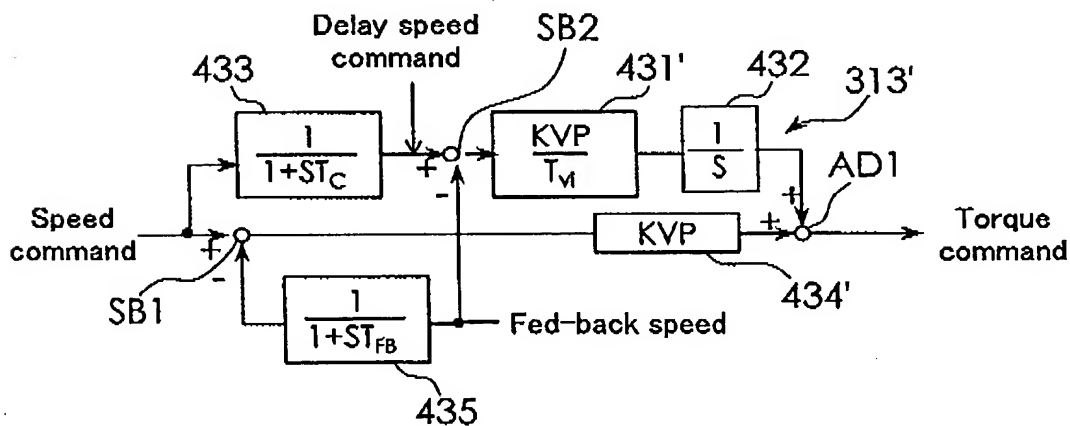 Delay speed
command
SB2
433
431'
432
313'
1
1+STC
+
-
KVP
TVI
1
S
+
AD1
Speed
command
+
-
KVP
+
Torque
command
434'
SB1
1
1+STFB
Fed-back speed
435